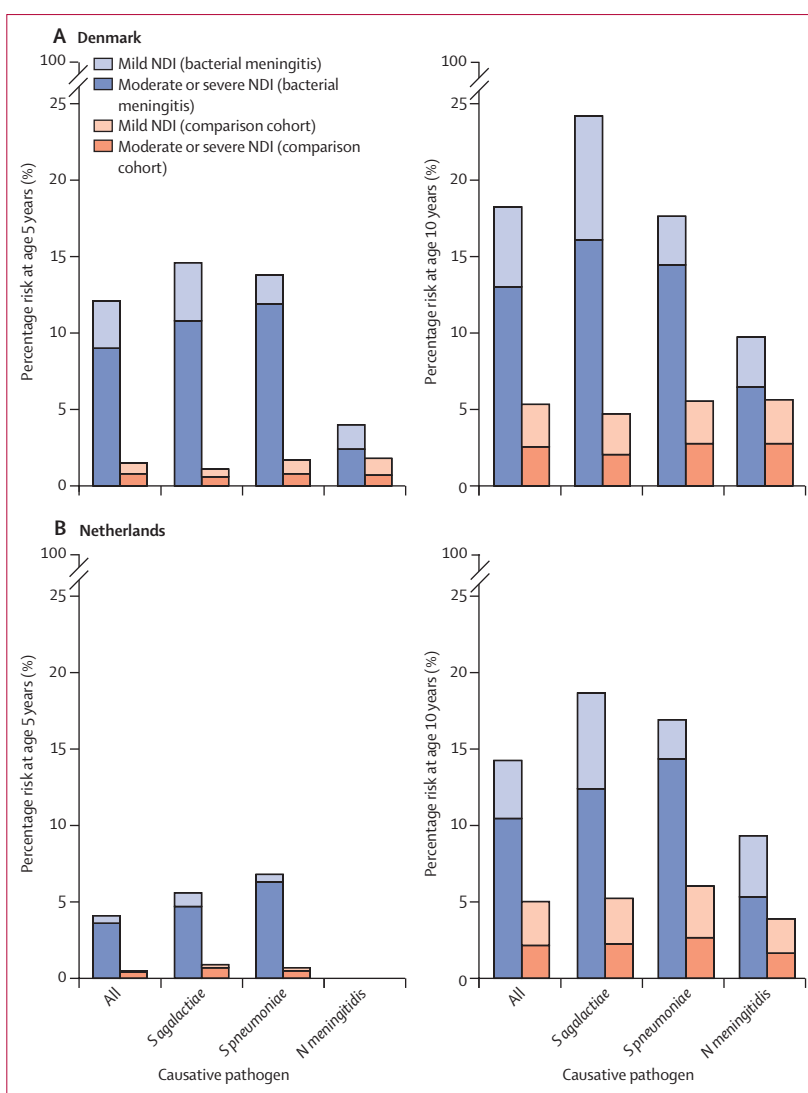 A Denmark
Mild NDI (bacterial meningitis)
Moderate or severe NDI (bacterial
meningitis)
Mild NDI (comparison cohort)
Moderate or severe NDI (comparison
cohort)
100
25
20
15
10
5
0
Percentage risk at age 5 years (%)
100
25
20
15
10
5
0
Percentage risk at age 10 years (%)
B Netherlands
100
25
20
15
10
5
0
Percentage risk at age 5 years (%)
All
S agalactiae
S pneumoniae
N meningitidis
Causative pathogen
100
25
20
15
10
5
0
Percentage risk at age 10 years (%)
All
S agalactiae
S pneumoniae
N meningitidis
Causative pathogen